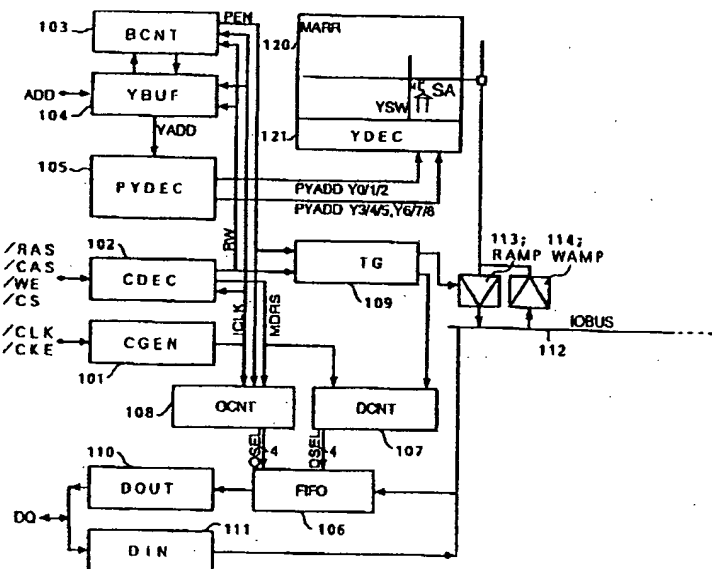 PEN
103
BCNT
120
MARR
ADD
YBUF
104
SA
YSW
YADD
121
YDEC
105
PYDEC
PYADD Y0/1/2
PYADD Y3/4/5,Y6/7/8
/RAS
/CAS
/WE
/CS
102
CDEC
RW
TG
109
113; RAMP
114; WAMP
ICLK
MDRS
IOBUS
112
/CLK
/CKE
CGEN
101
108
OCNT
DCNT
107
OSEL
4
DSEL
4
110
DOUT
FIFO
106
DQ
111
DIN